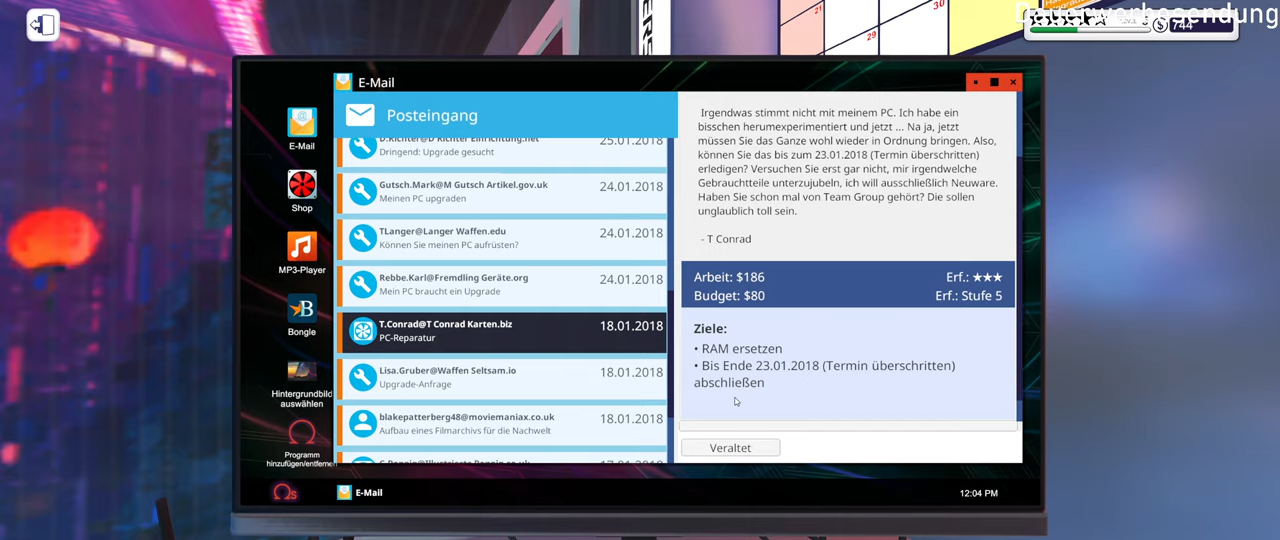 Dauerwerbesendung
744
21
29
30
E-Mail
Posteingang
E-Mail
Shop
MP3-Player
Bongle
Hintergrundbild
auswählen
Programm
hinzufügen/entfernen
D.Richter@D Richter Einrichtung.net
25.01.2018
Dringend: Upgrade gesucht
Gutsch.Mark@M Gutsch Artikel.gov.uk
24.01.2018
Meinen PC upgraden
TLanger@Langer Waffen.edu
24.01.2018
Können Sie meinen PC aufrüsten?
Rebbe.Karl@Fremdling Geräte.org
24.01.2018
Mein PC braucht ein Upgrade
T.Conrad@T Conrad Karten.biz
18.01.2018
PC-Reparatur
Lisa.Gruber@Waffen Seltsam.io
18.01.2018
Upgrade-Anfrage
blakepatterberg48@moviemaniax.co.uk
18.01.2018
Aufbau eines Filmarchivs für die Nachwelt
Irgendwas stimmt nicht mit meinem PC. Ich habe ein
bisschen herumexperimentiert und jetzt ... Na ja, jetzt
müssen Sie das Ganze wohl wieder in Ordnung bringen. Also,
können Sie das bis zum 23.01.2018 (Termin überschritten)
erledigen? Versuchen Sie erst gar nicht, mir irgendwelche
Gebrauchtteile unterzujubeln, ich will ausschließlich Neuware.
Haben Sie schon mal von Team Group gehört? Die sollen
unglaublich toll sein.
- T Conrad
Arbeit: $186
Erf.: ★★★
Budget: $80
Erf.: Stufe 5
Ziele:
• RAM ersetzen
• Bis Ende 23.01.2018 (Termin überschritten)
abschließen
Veraltet
E-Mail
12:04 PM